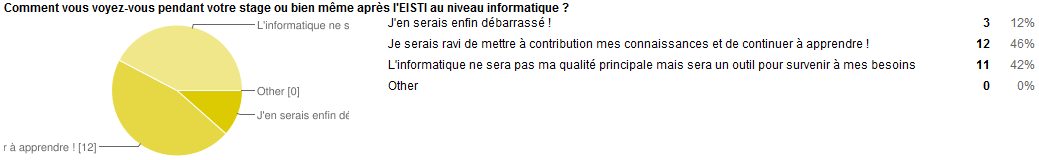 Comment vous voyez-vous pendant votre stage ou bien même après l'EISTI au niveau informatique ?
L'informatique ne s
Other [0]
J'en serais enfin dé
r à apprendre ! [12]
J'en serais enfin débarrassé ! 3 12%
Je serais ravi de mettre à contribution mes connaissances et de continuer à apprendre ! 12 46%
L'informatique ne sera pas ma qualité principale mais sera un outil pour survenir à mes besoins 11 42%
Other 0 0%